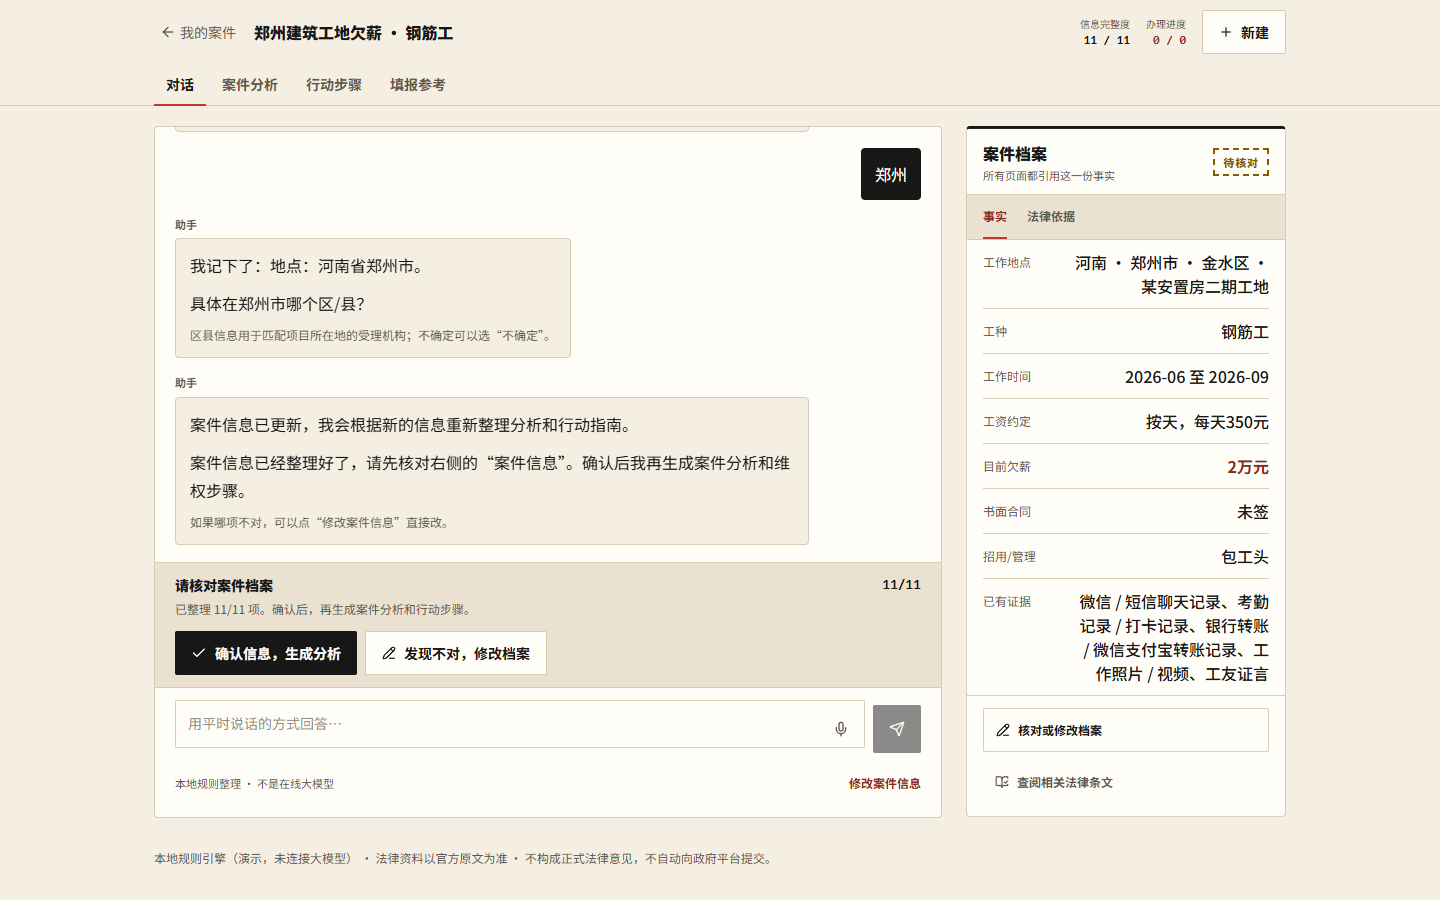 我的案件
郑州建筑工地欠薪 · 钢筋工
信息完整度
11 / 11
办理进度
0 / 0
新建
对话
案件分析
行动步骤
填报参考
郑州
助手
我记下了：地点：河南省郑州市。
具体在郑州市哪个区/县？
区县信息用于匹配项目所在地的受理机构；不确定可以选“不确定”。
助手
案件信息已更新，我会根据新的信息重新整理分析和行动指南。
案件信息已经整理好了，请先核对右侧的“案件信息”。确认后我再生成案件分析和维
权步骤。
如果哪项不对，可以点“修改案件信息”直接改。
请核对案件档案
11/11
已整理 11/11 项。确认后，再生成案件分析和行动步骤。
确认信息，生成分析
发现不对，修改档案
用平时说话的方式回答…
本地规则整理 · 不是在线大模型
修改案件信息
案件档案
所有页面都引用这一份事实
待核对
事实
法律依据
工作地点
河南 · 郑州市 · 金水区 ·
某安置房二期工地
工种
钢筋工
工作时间
2026-06 至 2026-09
工资约定
按天，每天350元
目前欠薪
2万元
书面合同
未签
招用/管理
包工头
已有证据
微信 / 短信聊天记录、考勤
记录 / 打卡记录、银行转账
/ 微信支付宝转账记录、工
作照片 / 视频、工友证言
核对或修改档案
查阅相关法律条文
本地规则引擎（演示，未连接大模型） · 法律资料以官方原文为准 · 不构成正式法律意见，不自动向政府平台提交。